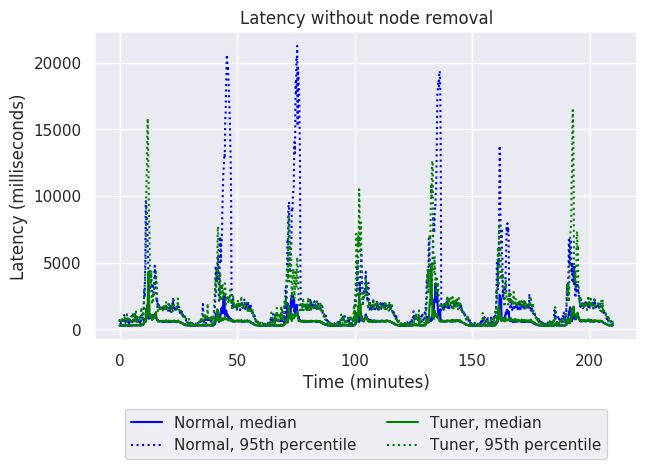 Latency without node removal
20000
15000
10000
5000
0
Latency (milliseconds)
0 50 100 150 200
Time (minutes)
Normal, median
Normal, 95th percentile
Tuner, median
Tuner, 95th percentile